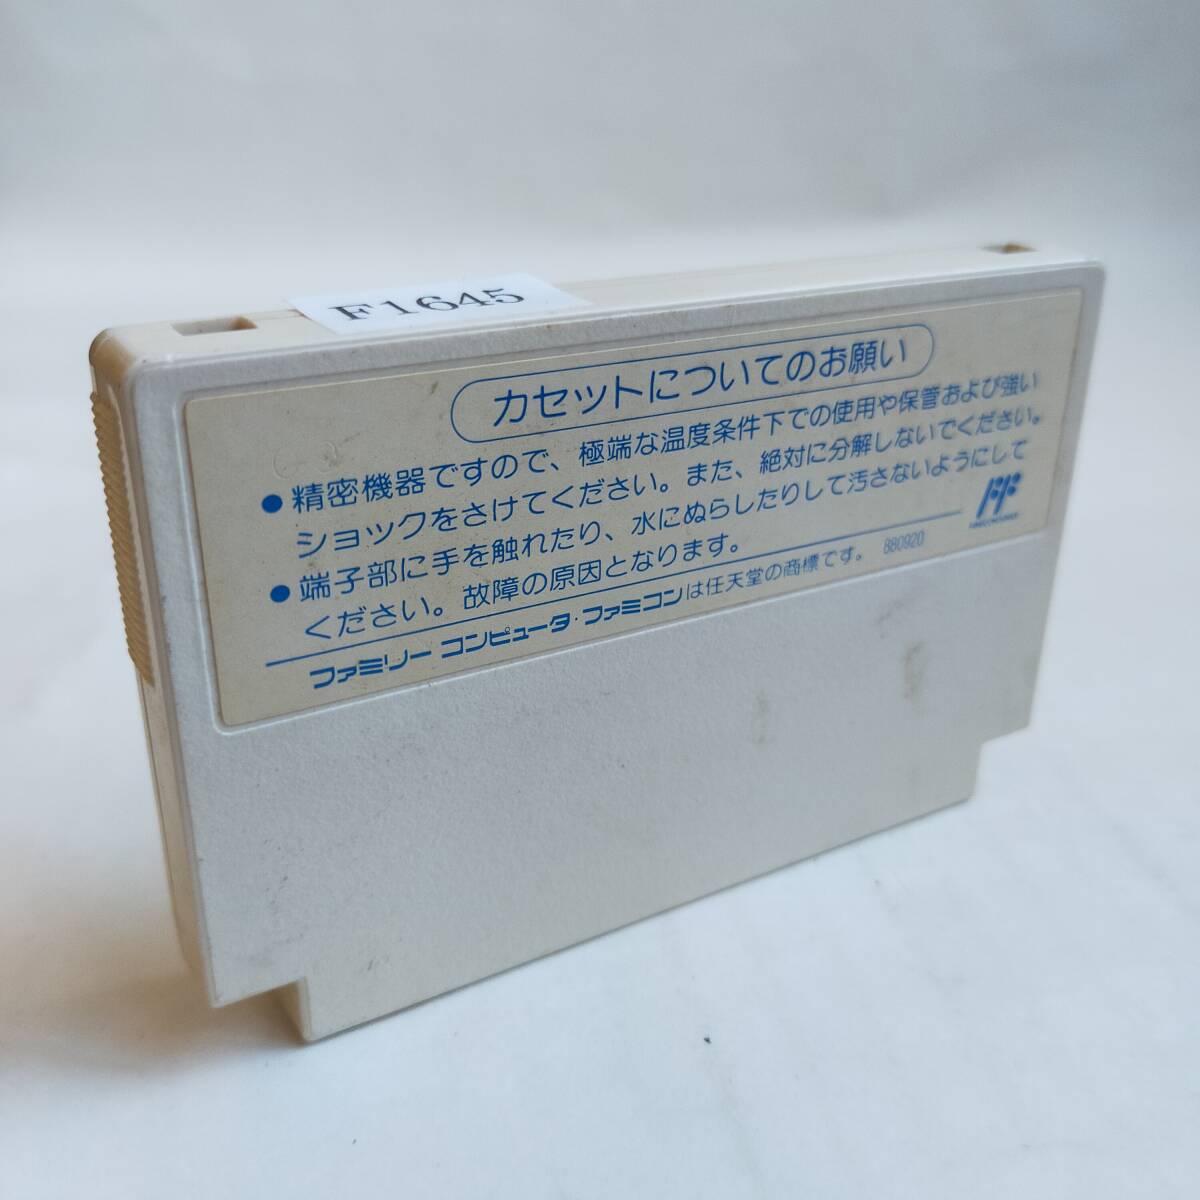 F1645
カセットについてのお願い
●精密機器ですので、極端な温度条件下での使用や保管および強い
ショックをさけてください。また、絶対に分解しないでください。
●端子部に手を触れたり、水にぬらしたりして汚さないようにして
ください。故障の原因となります。
ファミリー コンピュータ・ファミコンは任天堂の商標です。 880920